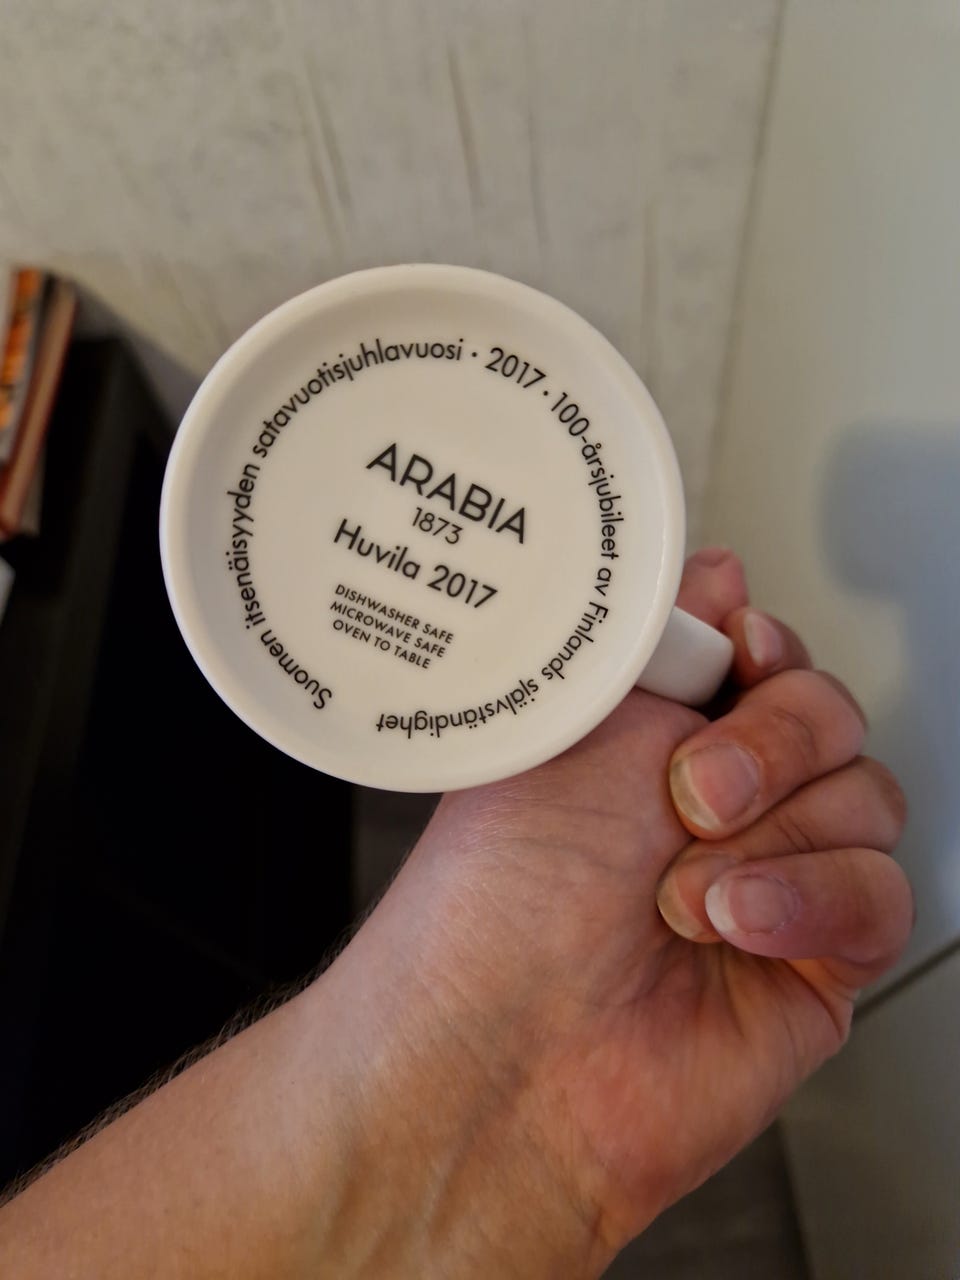 Suomen itsenäisyyden satavuotisjuhlavuosi · 2017 · 100-årsjubileet av Finlands självständighet
ARABIA
1873
Huvila 2017
DISHWASHER SAFE
MICROWAVE SAFE
OVEN TO TABLE